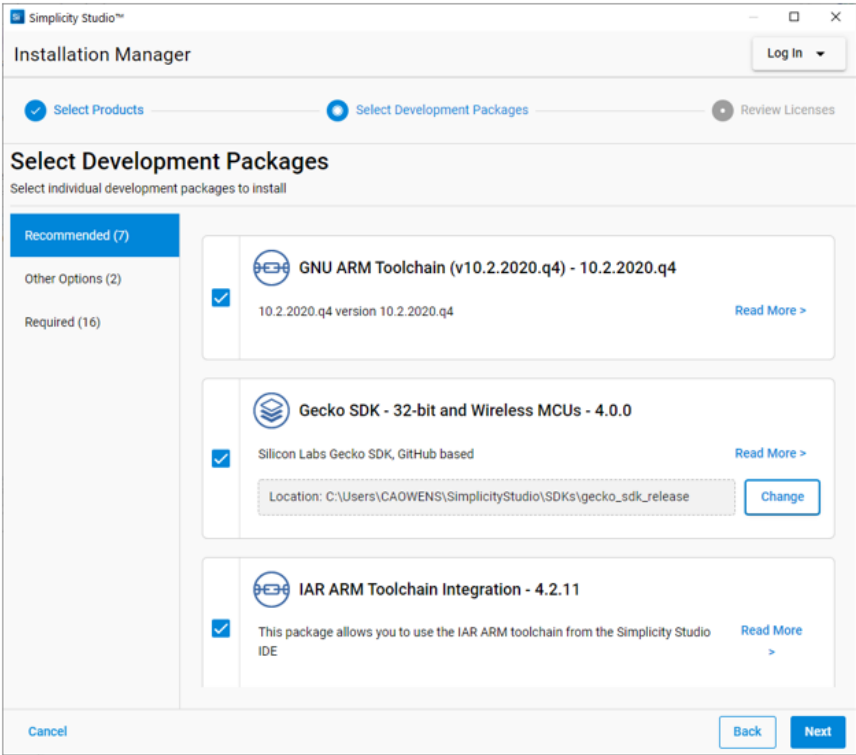 Si Simplicity Studio™
Installation Manager
Log In
Select Products
Select Development Packages
Review Licenses
Select Development Packages
Select individual development packages to install
Recommended (7)
Other Options (2)
Required (16)
GNU ARM Toolchain (v10.2.2020.q4) - 10.2.2020.q4
10.2.2020.q4 version 10.2.2020.q4
Read More >
Gecko SDK - 32-bit and Wireless MCUs - 4.0.0
Silicon Labs Gecko SDK, GitHub based
Read More >
Location: C:\Users\CAOWENS\SimplicityStudio\SDKs\gecko_sdk_release
Change
IAR ARM Toolchain Integration - 4.2.11
This package allows you to use the IAR ARM toolchain from the Simplicity Studio
IDE
Read More
>
Cancel
Back
Next